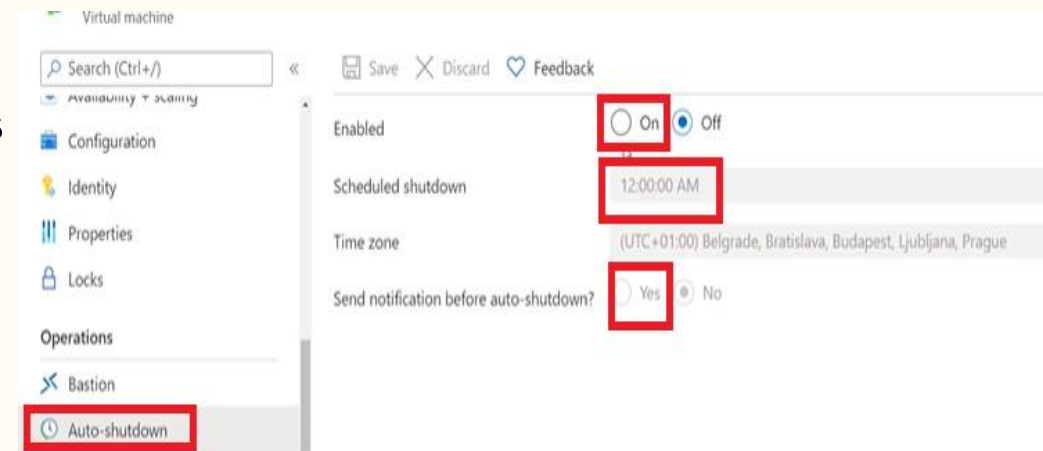 Virtual machine
Search (Ctrl+/)
«
Save
Discard
Feedback
Availability + scaling
Configuration
Identity
Properties
Locks
Operations
Bastion
Auto-shutdown
Enabled
On
Off
Scheduled shutdown
12:00:00 AM
Time zone
(UTC+01:00) Belgrade, Bratislava, Budapest, Ljubljana, Prague
Send notification before auto-shutdown?
Yes
No